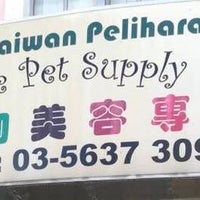 aiwan Pelihara
e Pet Supply
美容專
: 03-5637 309